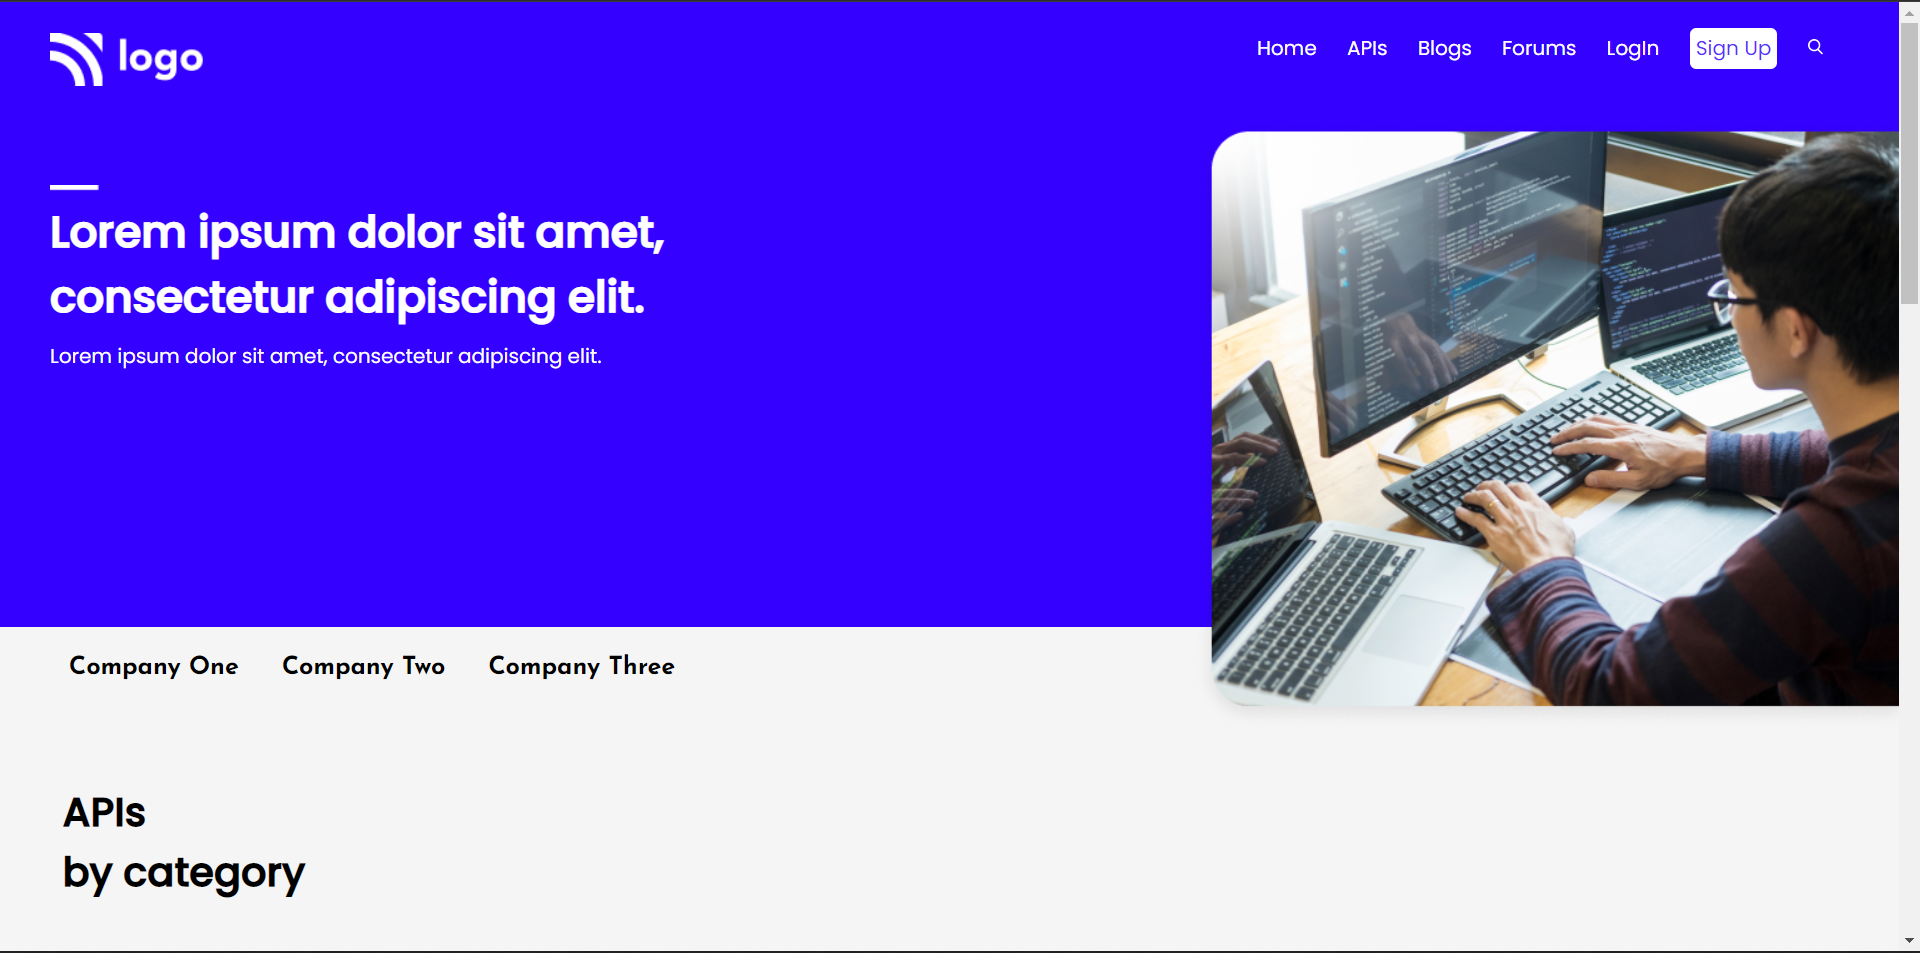 logo
Home APIs Blogs Forums LogIn Sign Up
Lorem ipsum dolor sit amet,
consectetur adipiscing elit.
Lorem ipsum dolor sit amet, consectetur adipiscing elit.
Company One Company Two Company Three
APIs
by category